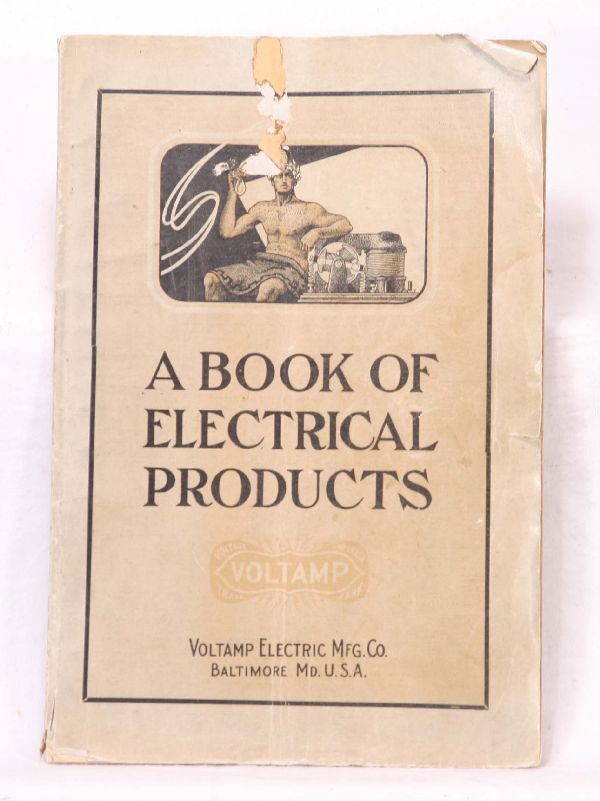 A BOOK OF
ELECTRICAL
PRODUCTS
VOLTAMP
VOLTAMP ELECTRIC MFG. CO.
BALTIMORE MD. U.S.A.